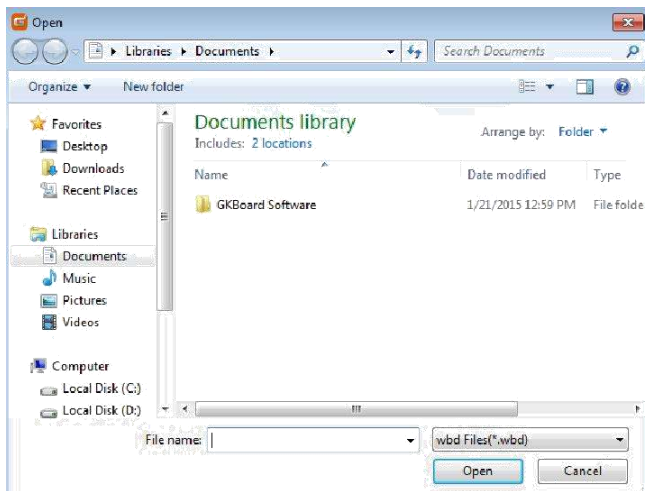 Open
Libraries Documents Search Documents
Organize New folder
Favorites
Desktop
Downloads
Recent Places
Libraries
Documents
Music
Pictures
Videos
Computer
Local Disk (C:)
Local Disk (D:)
Documents library
Includes: 2 locations
Arrange by: Folder
Name Date modified Type
GKBoard Software 1/21/2015 12:59 PM File folde
File name: wbd Files(*.wbd)
Open Cancel